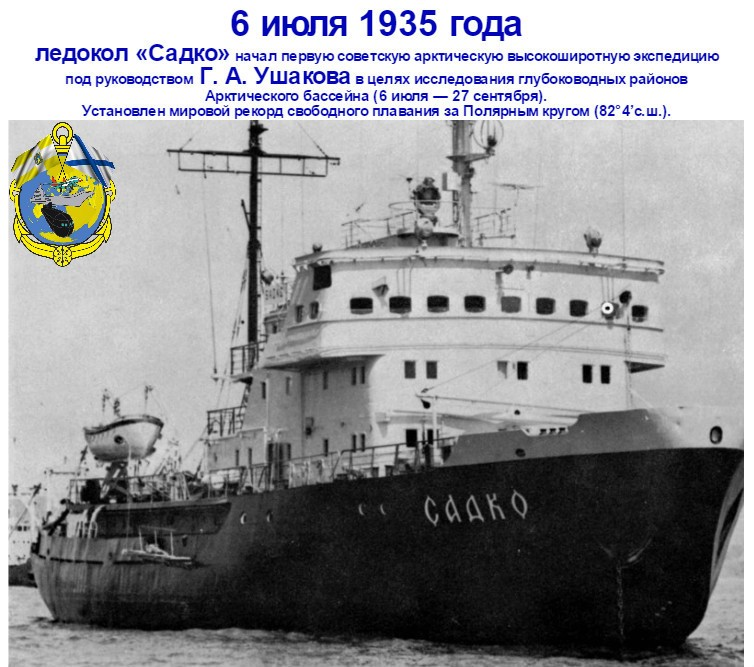 6 июля 1935 года
ледокол «Садко» начал первую советскую арктическую высокоширотную экспедицию
под руководством Г. А. Ушакова в целях исследования глубоководных районов
Арктического бассейна (6 июля — 27 сентября).
Установлен мировой рекорд свободного плавания за Полярным кругом (82°4’с.ш.).
САДКО